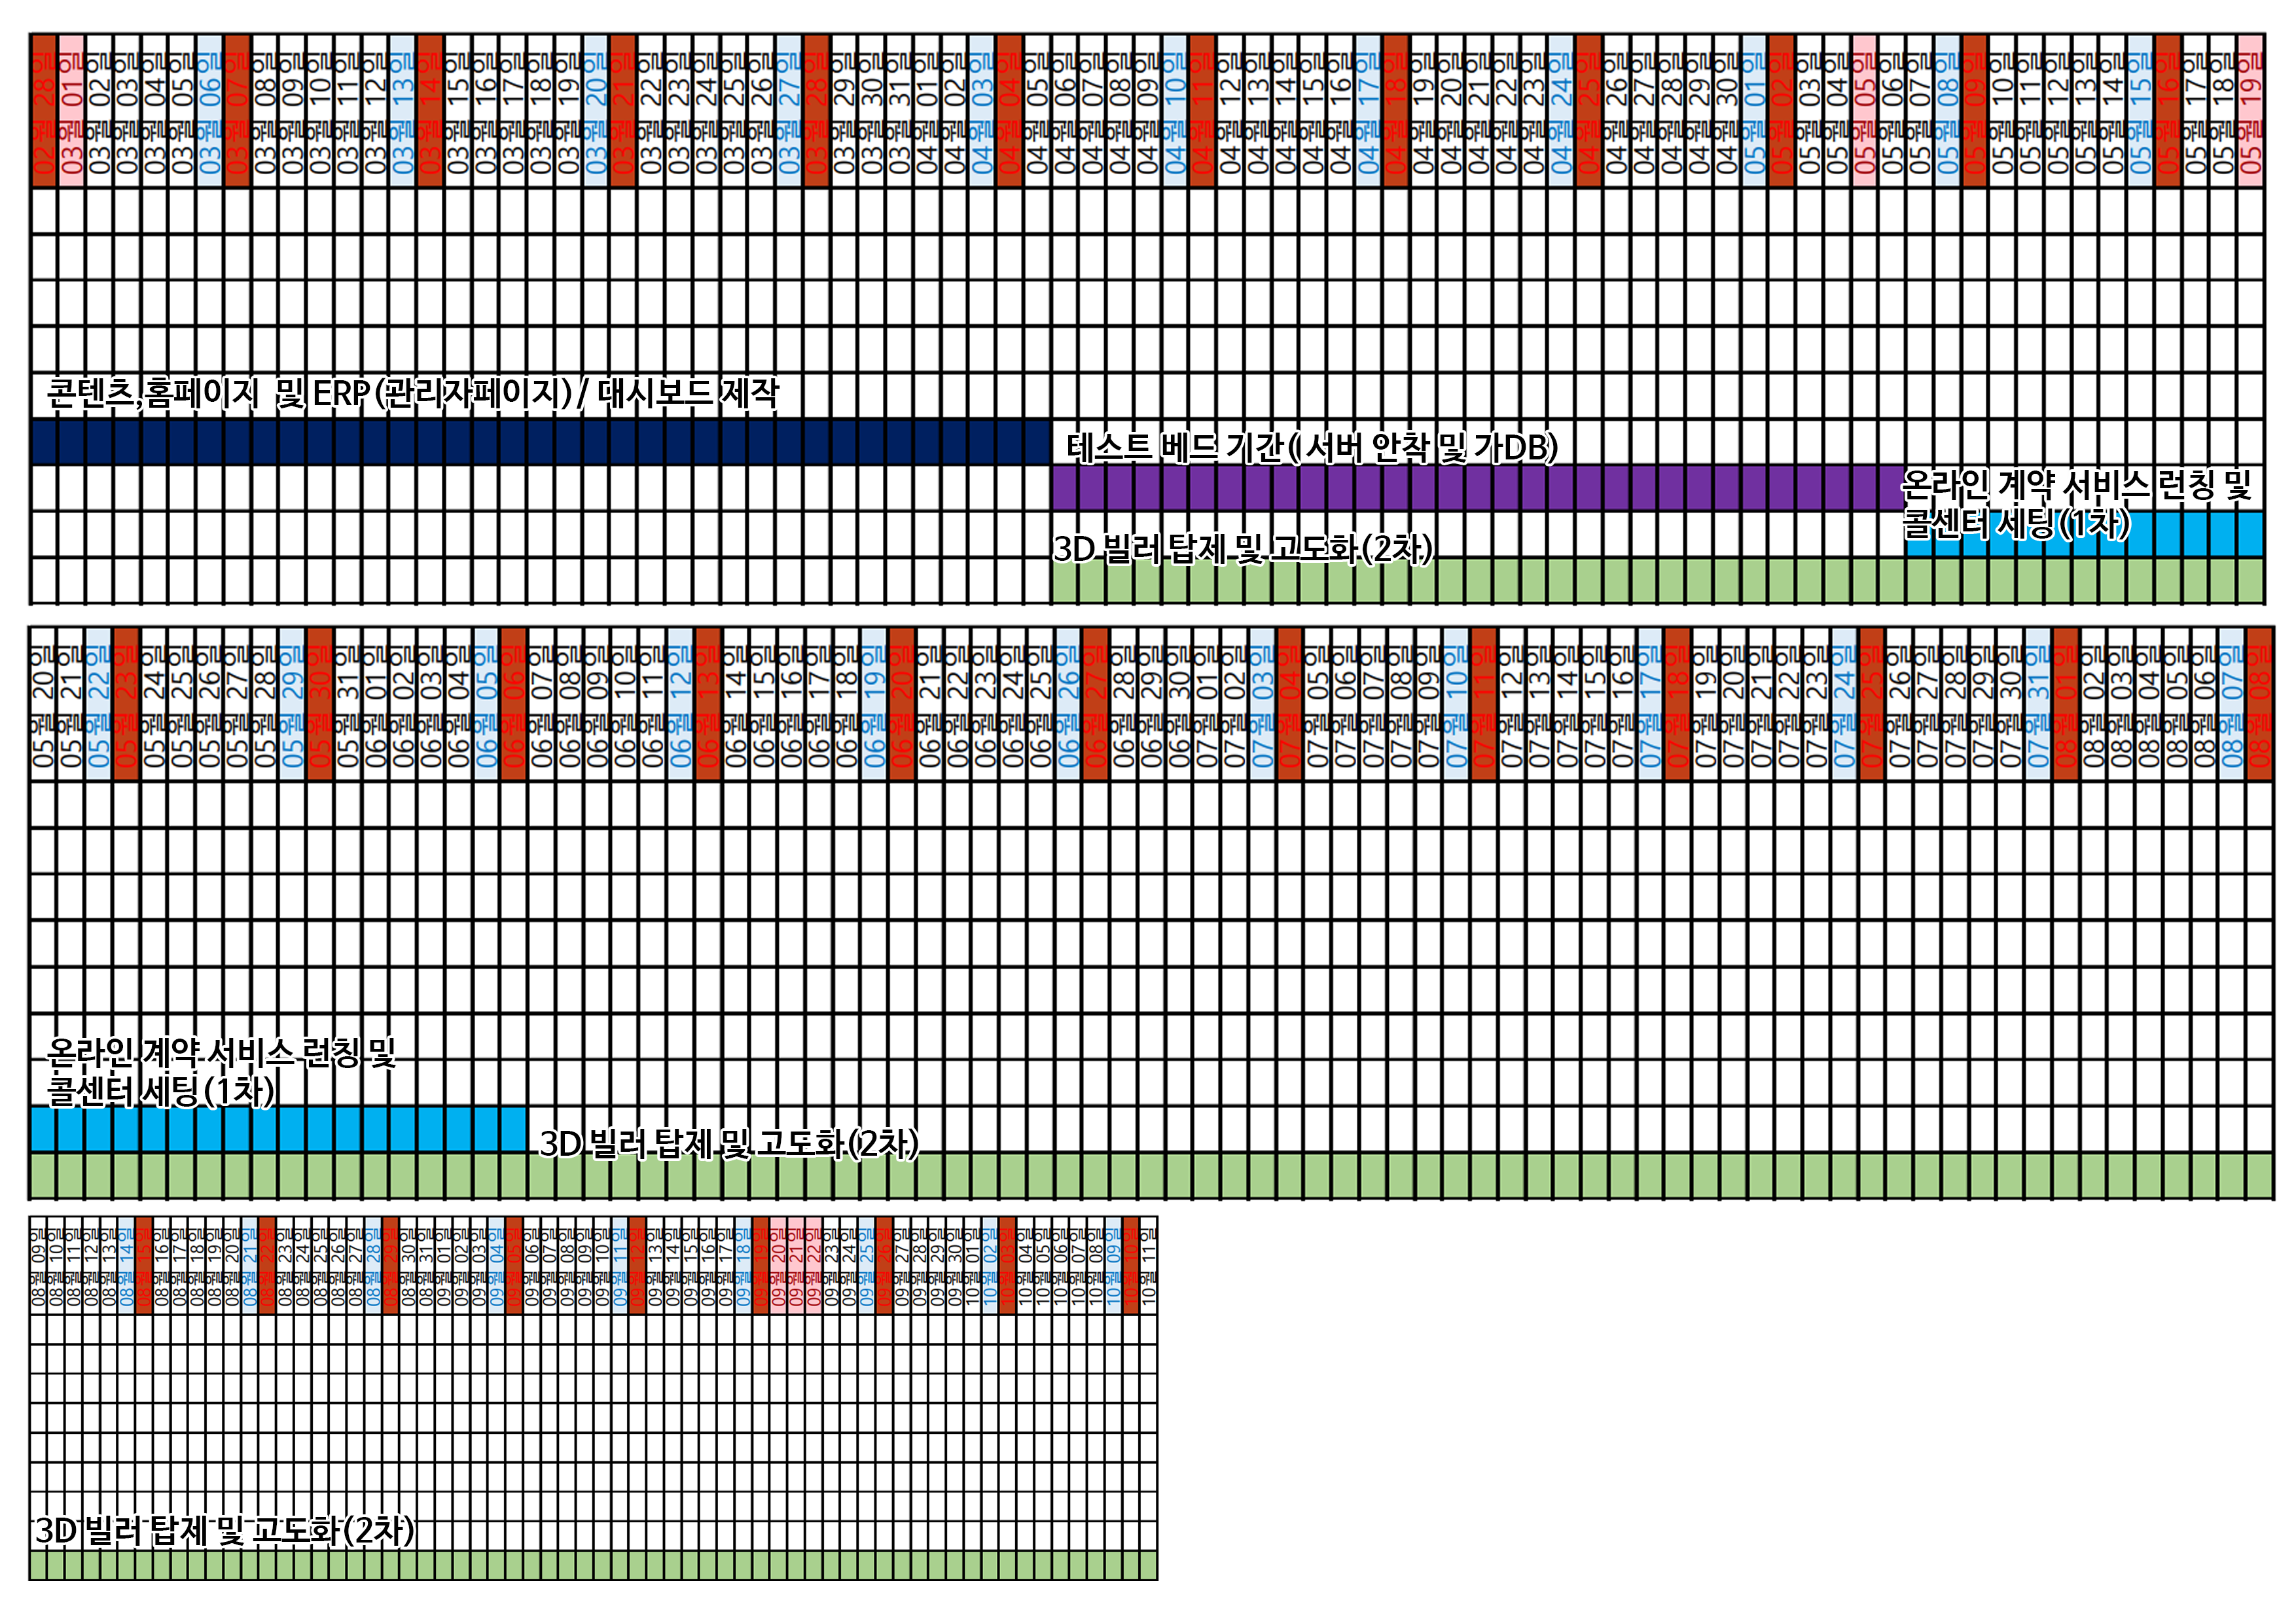 02월 28일 03월 01일 03월 02일 03월 03일 03월 04일 03월 05일 03월 06일 03월 07일 03월 08일 03월 09일 03월 10일 03월 11일 03월 12일 03월 13일 03월 14일 03월 15일 03월 16일 03월 17일 03월 18일 03월 19일 03월 20일 03월 21일 03월 22일 03월 23일 03월 24일 03월 25일 03월 26일 03월 27일 03월 28일 03월 29일 03월 30일 03월 31일 04월 01일 04월 02일 04월 03일 04월 04일 04월 05일 04월 06일 04월 07일 04월 08일 04월 09일 04월 10일 04월 11일 04월 12일 04월 13일 04월 14일 04월 15일 04월 16일 04월 17일 04월 18일 04월 19일 04월 20일 04월 21일 04월 22일 04월 23일 04월 24일 04월 25일 04월 26일 04월 27일 04월 28일 04월 29일 04월 30일 05월 01일 05월 02일 05월 03일 05월 04일 05월 05일 05월 06일 05월 07일 05월 08일 05월 09일 05월 10일 05월 11일 05월 12일 05월 13일 05월 14일 05월 15일 05월 16일 05월 17일 05월 18일 05월 19일
콘텐츠,홈페이지 및 ERP(관리자페이지)/ 대시보드 제작
테스트 베드 기간(서버 안착 및 가DB)
온라인 계약 서비스 런칭 및
콜센터 세팅(1차)
3D 빌러 탑제 및 고도화(2차)
05월 20일 05월 21일 05월 22일 05월 23일 05월 24일 05월 25일 05월 26일 05월 27일 05월 28일 05월 29일 05월 30일 05월 31일 06월 01일 06월 02일 06월 03일 06월 04일 06월 05일 06월 06일 06월 07일 06월 08일 06월 09일 06월 10일 06월 11일 06월 12일 06월 13일 06월 14일 06월 15일 06월 16일 06월 17일 06월 18일 06월 19일 06월 20일 06월 21일 06월 22일 06월 23일 06월 24일 06월 25일 06월 26일 06월 27일 06월 28일 06월 29일 06월 30일 07월 01일 07월 02일 07월 03일 07월 04일 07월 05일 07월 06일 07월 07일 07월 08일 07월 09일 07월 10일 07월 11일 07월 12일 07월 13일 07월 14일 07월 15일 07월 16일 07월 17일 07월 18일 07월 19일 07월 20일 07월 21일 07월 22일 07월 23일 07월 24일 07월 25일 07월 26일 07월 27일 07월 28일 07월 29일 07월 30일 07월 31일 08월 01일 08월 02일 08월 03일 08월 04일 08월 05일 08월 06일 08월 07일 08월 08일
온라인 계약 서비스 런칭 및
콜센터 세팅(1차)
3D 빌러 탑제 및 고도화(2차)
08월 09일 08월 10일 08월 11일 08월 12일 08월 13일 08월 14일 08월 15일 08월 16일 08월 17일 08월 18일 08월 19일 08월 20일 08월 21일 08월 22일 08월 23일 08월 24일 08월 25일 08월 26일 08월 27일 08월 28일 08월 29일 08월 30일 08월 31일 09월 01일 09월 02일 09월 03일 09월 04일 09월 05일 09월 06일 09월 07일 09월 08일 09월 09일 09월 10일 09월 11일 09월 12일 09월 13일 09월 14일 09월 15일 09월 16일 09월 17일 09월 18일 09월 19일 09월 20일 09월 21일 09월 22일 09월 23일 09월 24일 09월 25일 09월 26일 09월 27일 09월 28일 09월 29일 09월 30일 10월 01일 10월 02일 10월 03일 10월 04일 10월 05일 10월 06일 10월 07일 10월 08일 10월 09일 10월 10일 10월 11일
3D 빌러 탑제 및 고도화(2차)